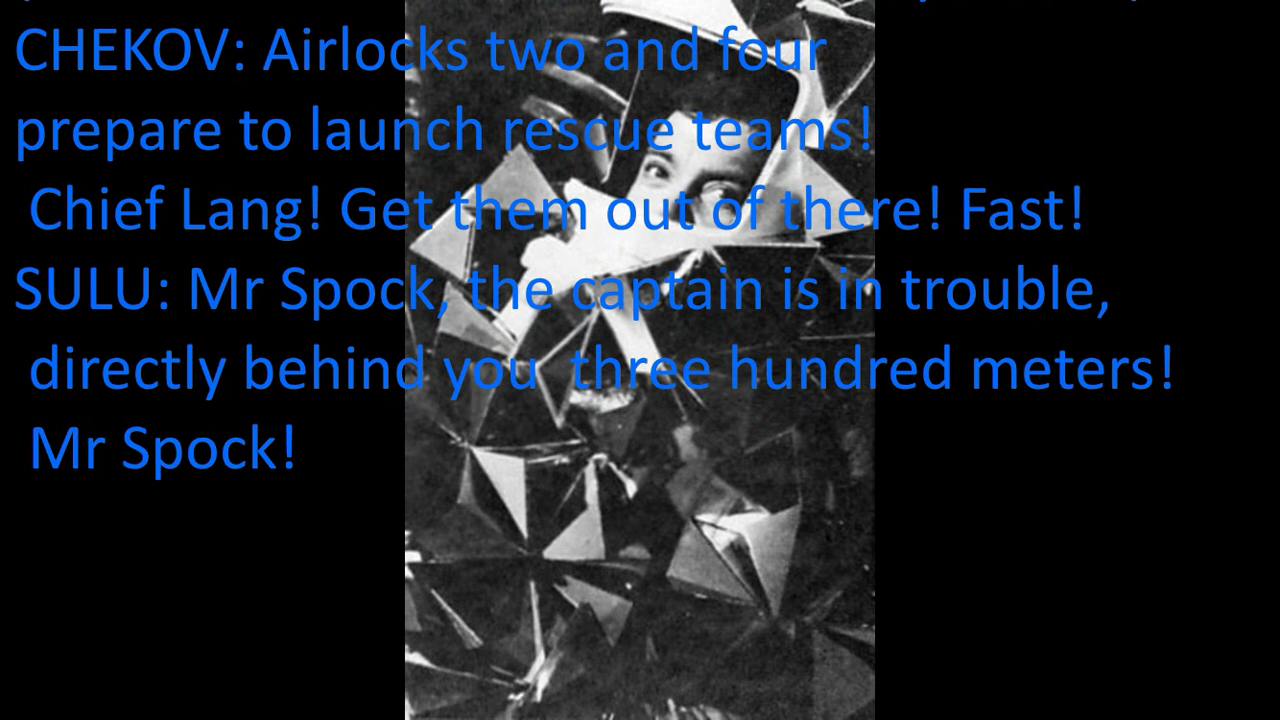 CHEKOV: Airlocks two and four
prepare to launch rescue teams!
Chief Lang! Get them out of there! Fast!
SULU: Mr Spock, the captain is in trouble,
directly behind you three hundred meters!
Mr Spock!